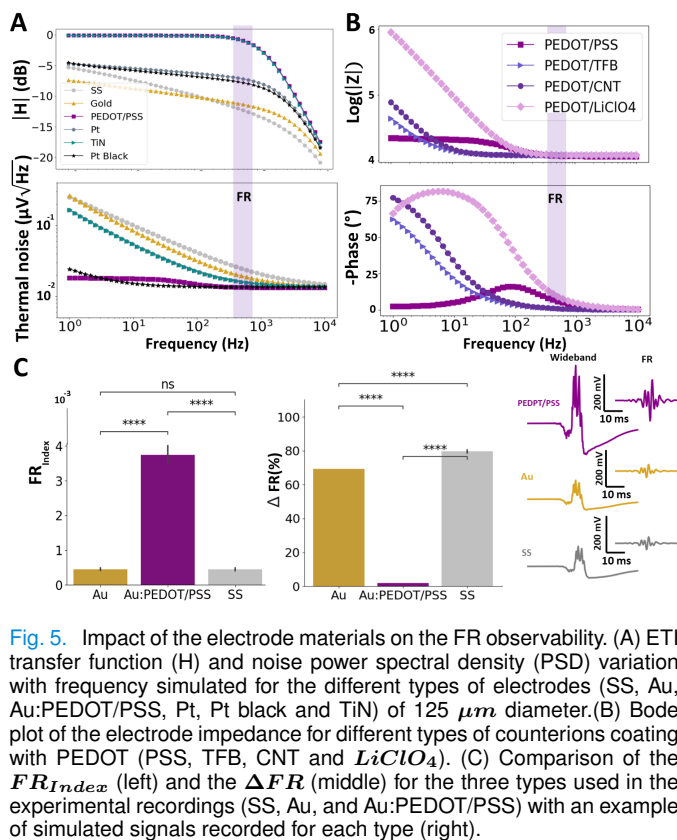 A
B
0
−5
−10
−15
−20
|H| (dB)
SS
Gold
PEDOT/PSS
Pt
TiN
Pt Black
6
5
4
Log(|Z|)
PEDOT/PSS
PEDOT/TFB
PEDOT/CNT
PEDOT/LiClO4
FR
FR
Thermal noise (μV√Hz)
10⁻¹
10⁻²
10⁰ 10¹ 10² 10³ 10⁴
Frequency (Hz)
-Phase (°)
75
50
25
0
10⁰ 10¹ 10² 10³ 10⁴
Frequency (Hz)
C
10⁻³
ns
****
****
FR Index
4
3
2
1
0
Au Au:PEDOT/PSS SS
****
****
****
Δ FR(%)
80
60
40
20
0
Au Au:PEDOT/PSS SS
Wideband FR
PEDPT/PSS
200 mV
10 ms
200 mV
10 ms
Au
200 mV
10 ms
SS
Fig. 5. Impact of the electrode materials on the FR observability. (A) ETI
transfer function (H) and noise power spectral density (PSD) variation
with frequency simulated for the different types of electrodes (SS, Au,
Au:PEDOT/PSS, Pt, Pt black and TiN) of 125 μm diameter.(B) Bode
plot of the electrode impedance for different types of counterions coating
with PEDOT (PSS, TFB, CNT and LiClO4). (C) Comparison of the
FR_Index (left) and the ΔFR (middle) for the three types used in the
experimental recordings (SS, Au, and Au:PEDOT/PSS) with an example
of simulated signals recorded for each type (right).